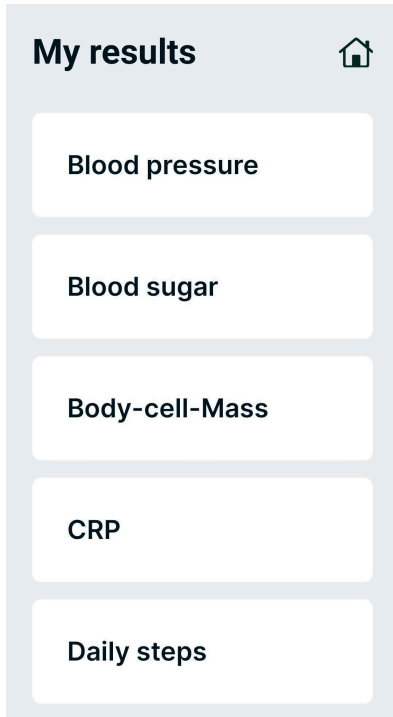 My results
Blood pressure
Blood sugar
Body-cell-Mass
CRP
Daily steps